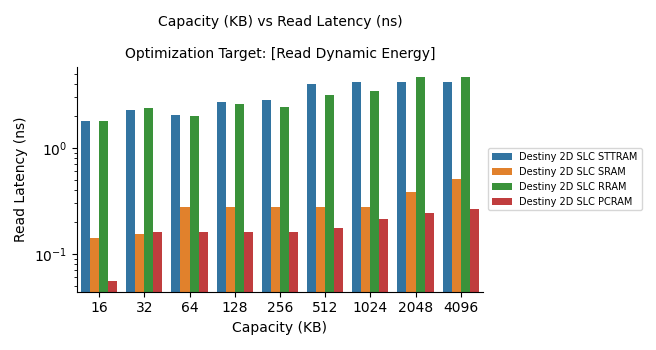 Capacity (KB) vs Read Latency (ns)
Optimization Target: [Read Dynamic Energy]
Read Latency (ns)
10⁰
10⁻¹
16 32 64 128 256 512 1024 2048 4096
Capacity (KB)
Destiny 2D SLC STTRAM
Destiny 2D SLC SRAM
Destiny 2D SLC RRAM
Destiny 2D SLC PCRAM